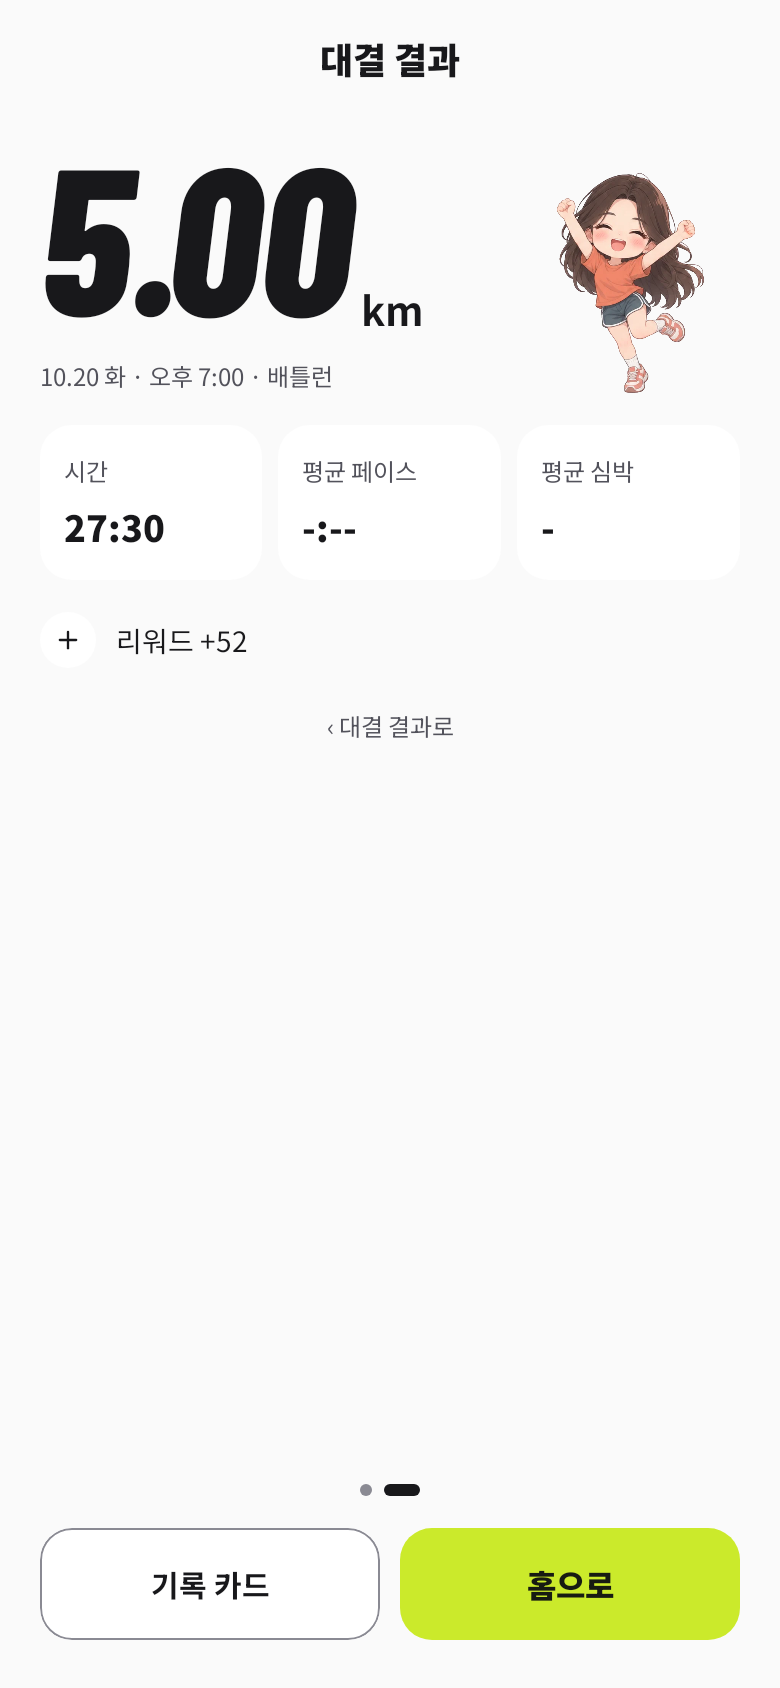 대결 결과
5.00 km
10.20 화 · 오후 7:00 · 배틀런
시간
27:30
평균 페이스
-:--
평균 심박
-
+ 리워드 +52
‹ 대결 결과로
기록 카드
홈으로